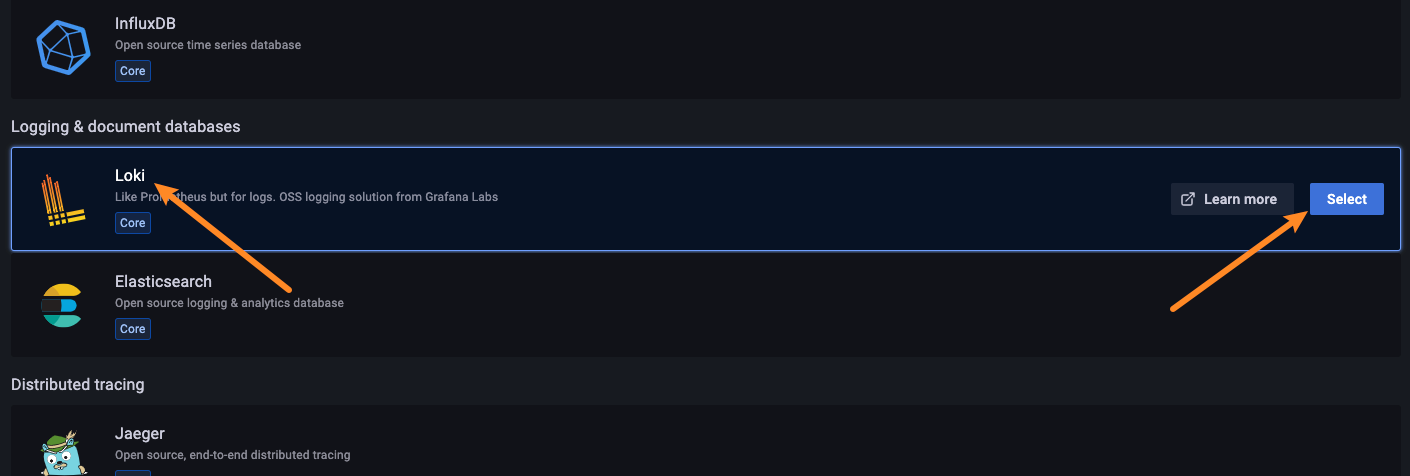 InfluxDB
Open source time series database
Core
Logging & document databases
Loki
Like Prometheus but for logs. OSS logging solution from Grafana Labs
Core
Learn more
Select
Elasticsearch
Open source logging & analytics database
Core
Distributed tracing
Jaeger
Open source, end-to-end distributed tracing